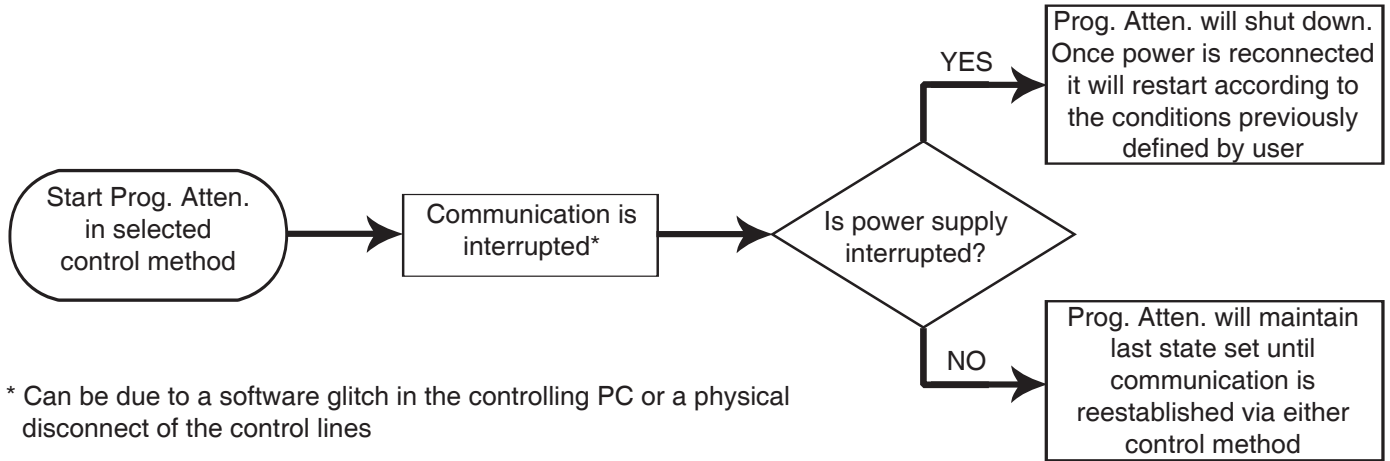 Start Prog. Atten.
in selected
control method
Communication is
interrupted*
Is power supply
interrupted?
YES
Prog. Atten. will shut down.
Once power is reconnected
it will restart according to
the conditions previously
defined by user
NO
Prog. Atten. will maintain
last state set until
communication is
reestablished via either
control method
* Can be due to a software glitch in the controlling PC or a physical
disconnect of the control lines